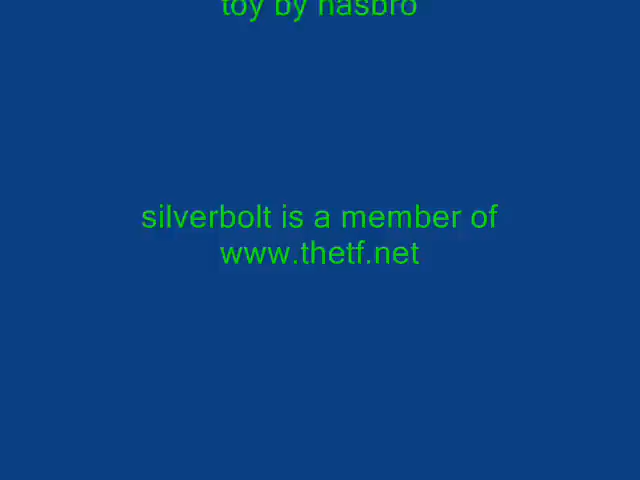 toy by hasbro
silverbolt is a member of
www.thetf.net